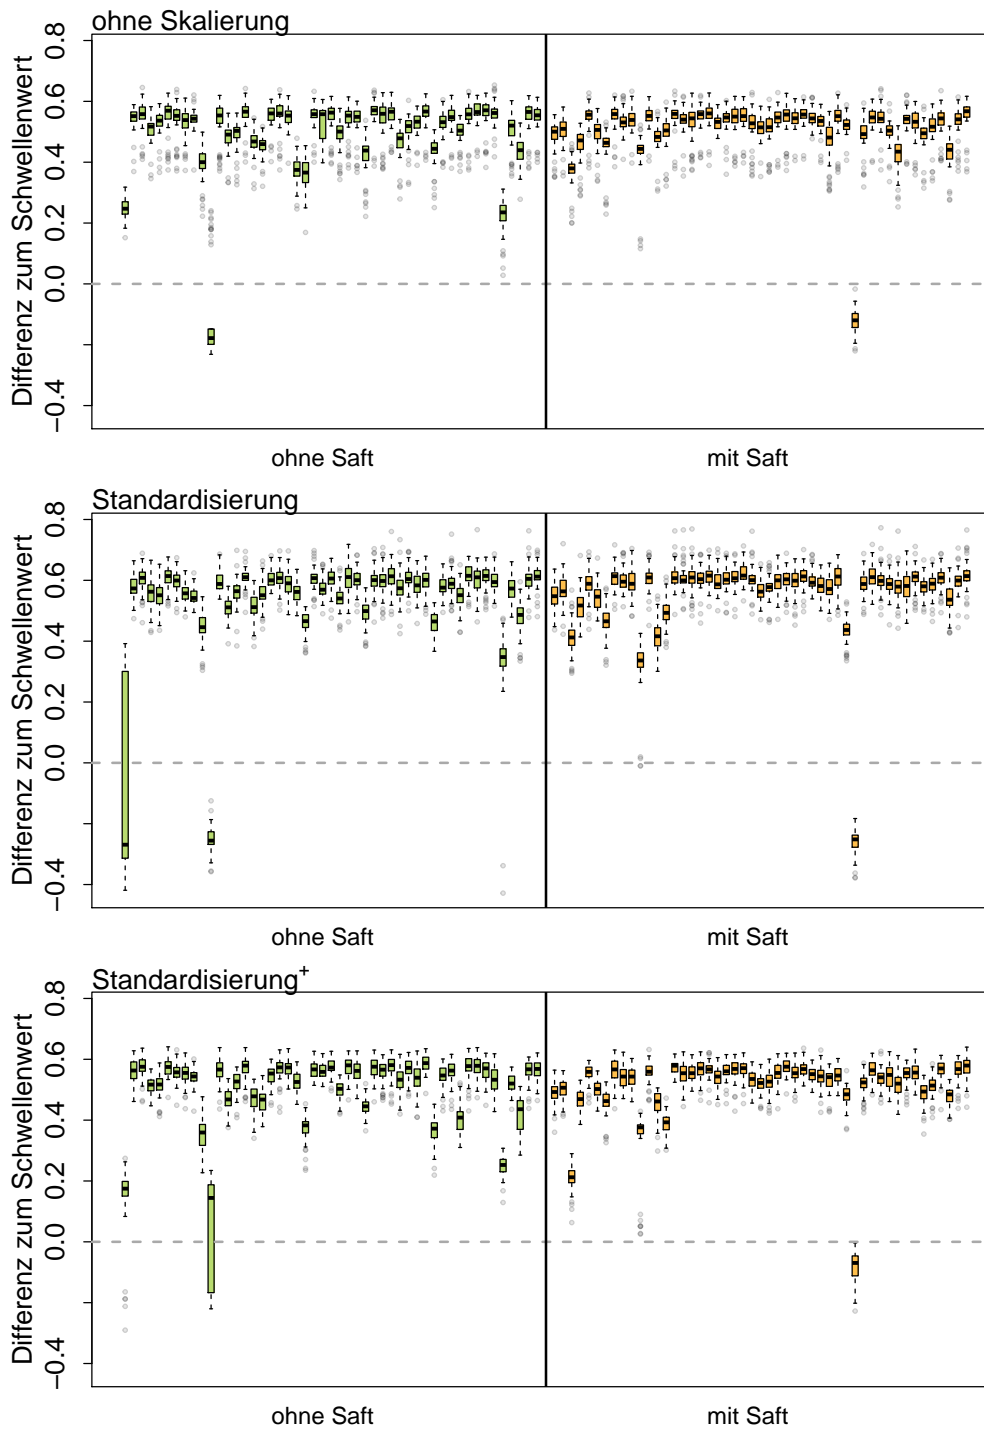 ohne Skalierung
Differenz zum Schwellenwert
0.8
0.6
0.4
0.2
0.0
−0.4
ohne Saft mit Saft
Standardisierung
Differenz zum Schwellenwert
0.8
0.6
0.4
0.2
0.0
−0.4
ohne Saft mit Saft
Standardisierung⁺
Differenz zum Schwellenwert
0.8
0.6
0.4
0.2
0.0
−0.4
ohne Saft mit Saft